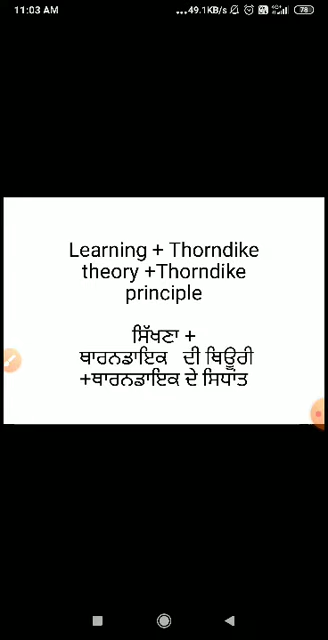 11:03 AM
...49.1KB/s
78
Learning + Thorndike
theory +Thorndike
principle
ਸਿੱਖਣਾ +
ਥਾਰਨਡਾਇਕ ਦੀ ਥਿਊਰੀ
+ਥਾਰਨਡਾਇਕ ਦੇ ਸਿਧਾਂਤ